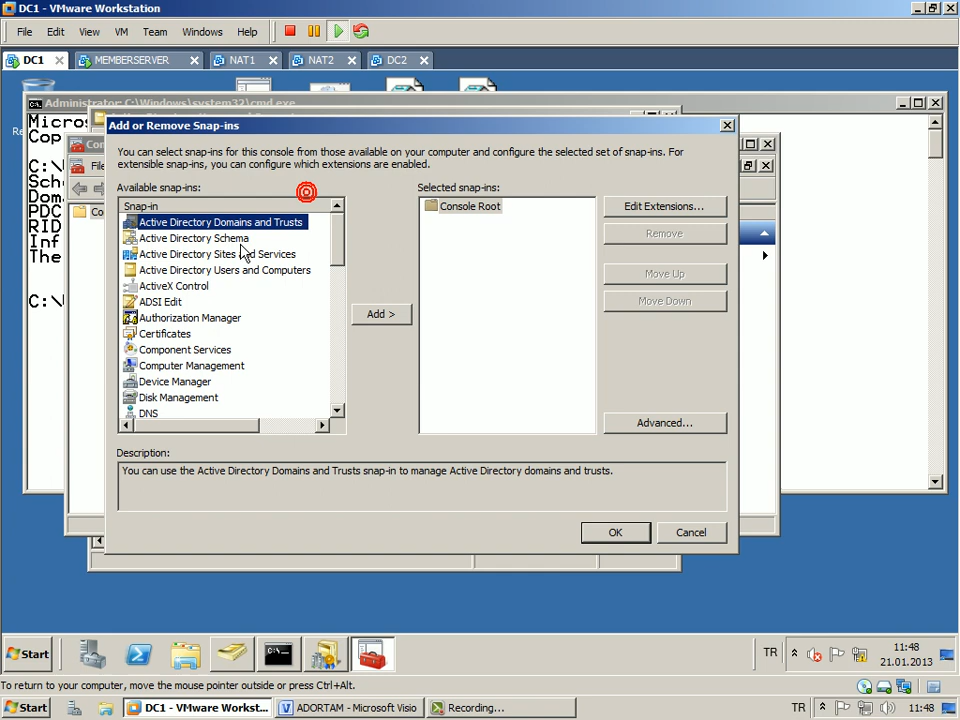 DC1 - VMware Workstation
File Edit View VM Team Windows Help
DC1 MEMBERSERVER NAT1 NAT2 DC2
Administrator: C:\Windows\system32\cmd.exe
Micros
Cop
C:\
Sch
Dom
PDC
RID
Inf
The
C:\
Add or Remove Snap-ins
You can select snap-ins for this console from those available on your computer and configure the selected set of snap-ins. For
extensible snap-ins, you can configure which extensions are enabled.
Available snap-ins:
Snap-in
Active Directory Domains and Trusts
Active Directory Schema
Active Directory Sites and Services
Active Directory Users and Computers
ActiveX Control
ADSI Edit
Authorization Manager
Certificates
Component Services
Computer Management
Device Manager
Disk Management
DNS
Add >
Selected snap-ins:
Console Root
Edit Extensions...
Remove
Move Up
Move Down
Advanced...
Description:
You can use the Active Directory Domains and Trusts snap-in to manage Active Directory domains and trusts.
OK Cancel
Start
TR 11:48
21.01.2013
To return to your computer, move the mouse pointer outside or press Ctrl+Alt.
Start DC1 - VMware Workst... ADORTAM - Microsoft Visio Recording... TR 11:48